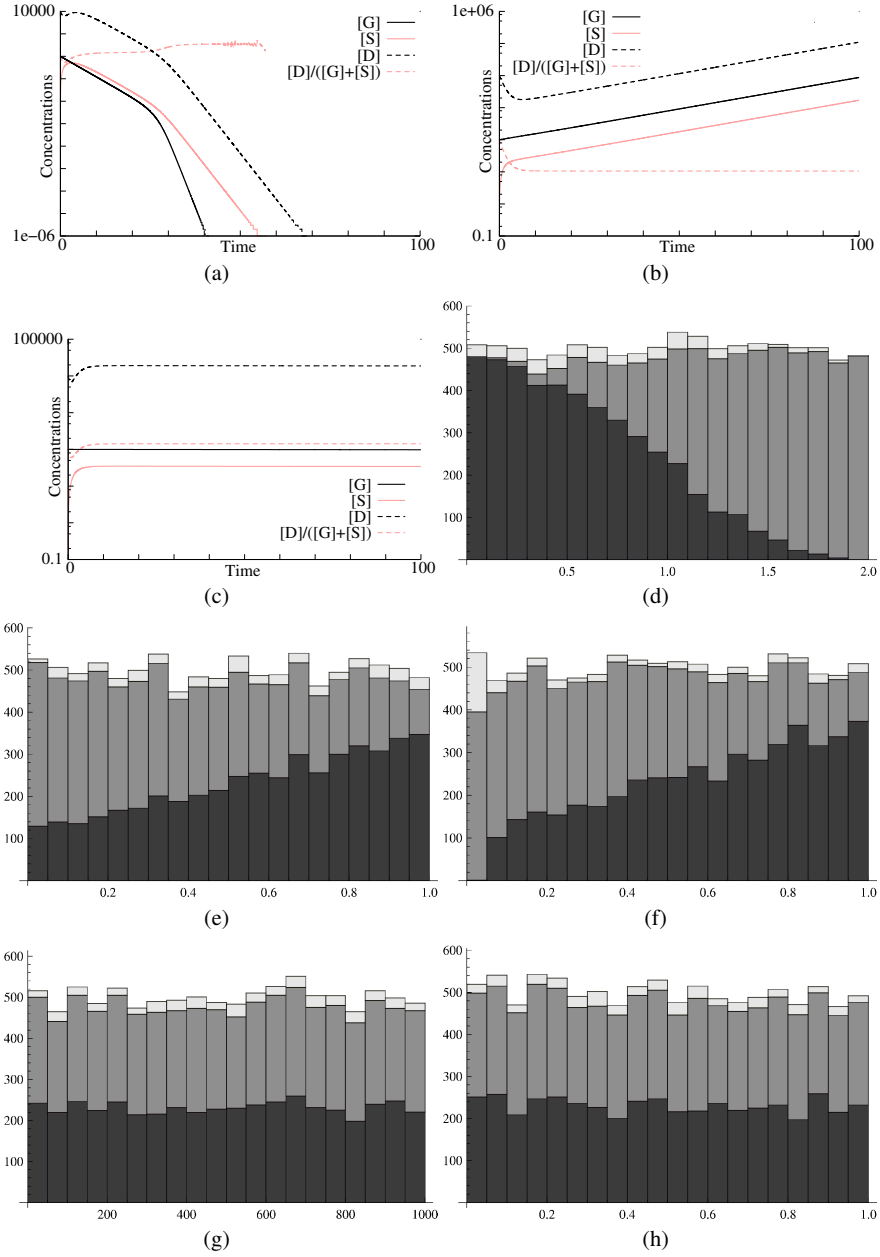 10000
[G]
[S]
[D]
[D]/([G]+[S])
Concentrations
1e−06
0
Time
100
(a)
1e+06
[G]
[S]
[D]
[D]/([G]+[S])
Concentrations
0.1
0
Time
100
(b)
100000
Concentrations
[G]
[S]
[D]
[D]/([G]+[S])
0.1
0
Time
100
(c)
600
500
400
300
200
100
0.5 1.0 1.5 2.0
(d)
600
500
400
300
200
100
0.2 0.4 0.6 0.8 1.0
(e)
500
400
300
200
100
0.2 0.4 0.6 0.8 1.0
(f)
600
500
400
300
200
100
200 400 600 800 1000
(g)
600
500
400
300
200
100
0.2 0.4 0.6 0.8 1.0
(h)